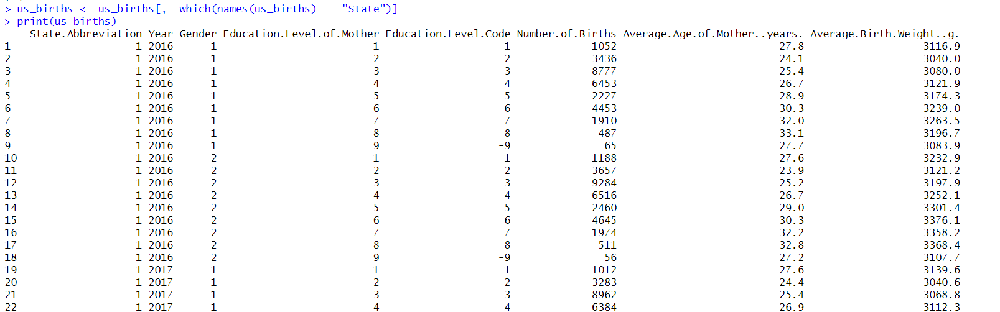 > us_births <- us_births[, -which(names(us_births) == "State")]
> print(us_births)
State.Abbreviation Year Gender Education.Level.of.Mother Education.Level.Code Number.of.Births Average.Age.of.Mother..years. Average.Birth.Weight..g.
1 1 2016 1 1 1 1052 27.8 3116.9
2 1 2016 1 2 2 3436 24.1 3040.0
3 1 2016 1 3 3 8777 25.4 3080.0
4 1 2016 1 4 4 6453 26.7 3121.9
5 1 2016 1 5 5 2227 28.9 3174.3
6 1 2016 1 6 6 4453 30.3 3239.0
7 1 2016 1 7 7 1910 32.0 3263.5
8 1 2016 1 8 8 487 33.1 3196.7
9 1 2016 1 9 -9 65 27.7 3083.9
10 1 2016 2 1 1 1188 27.6 3232.9
11 1 2016 2 2 2 3657 23.9 3121.2
12 1 2016 2 3 3 9284 25.2 3197.9
13 1 2016 2 4 4 6516 26.7 3252.1
14 1 2016 2 5 5 2460 29.0 3301.4
15 1 2016 2 6 6 4645 30.3 3376.1
16 1 2016 2 7 7 1974 32.2 3358.2
17 1 2016 2 8 8 511 32.8 3368.4
18 1 2016 2 9 -9 56 27.2 3107.7
19 1 2017 1 1 1 1012 27.6 3139.6
20 1 2017 1 2 2 3283 24.4 3040.6
21 1 2017 1 3 3 8962 25.4 3068.8
22 1 2017 1 4 4 6384 26.9 3112.3